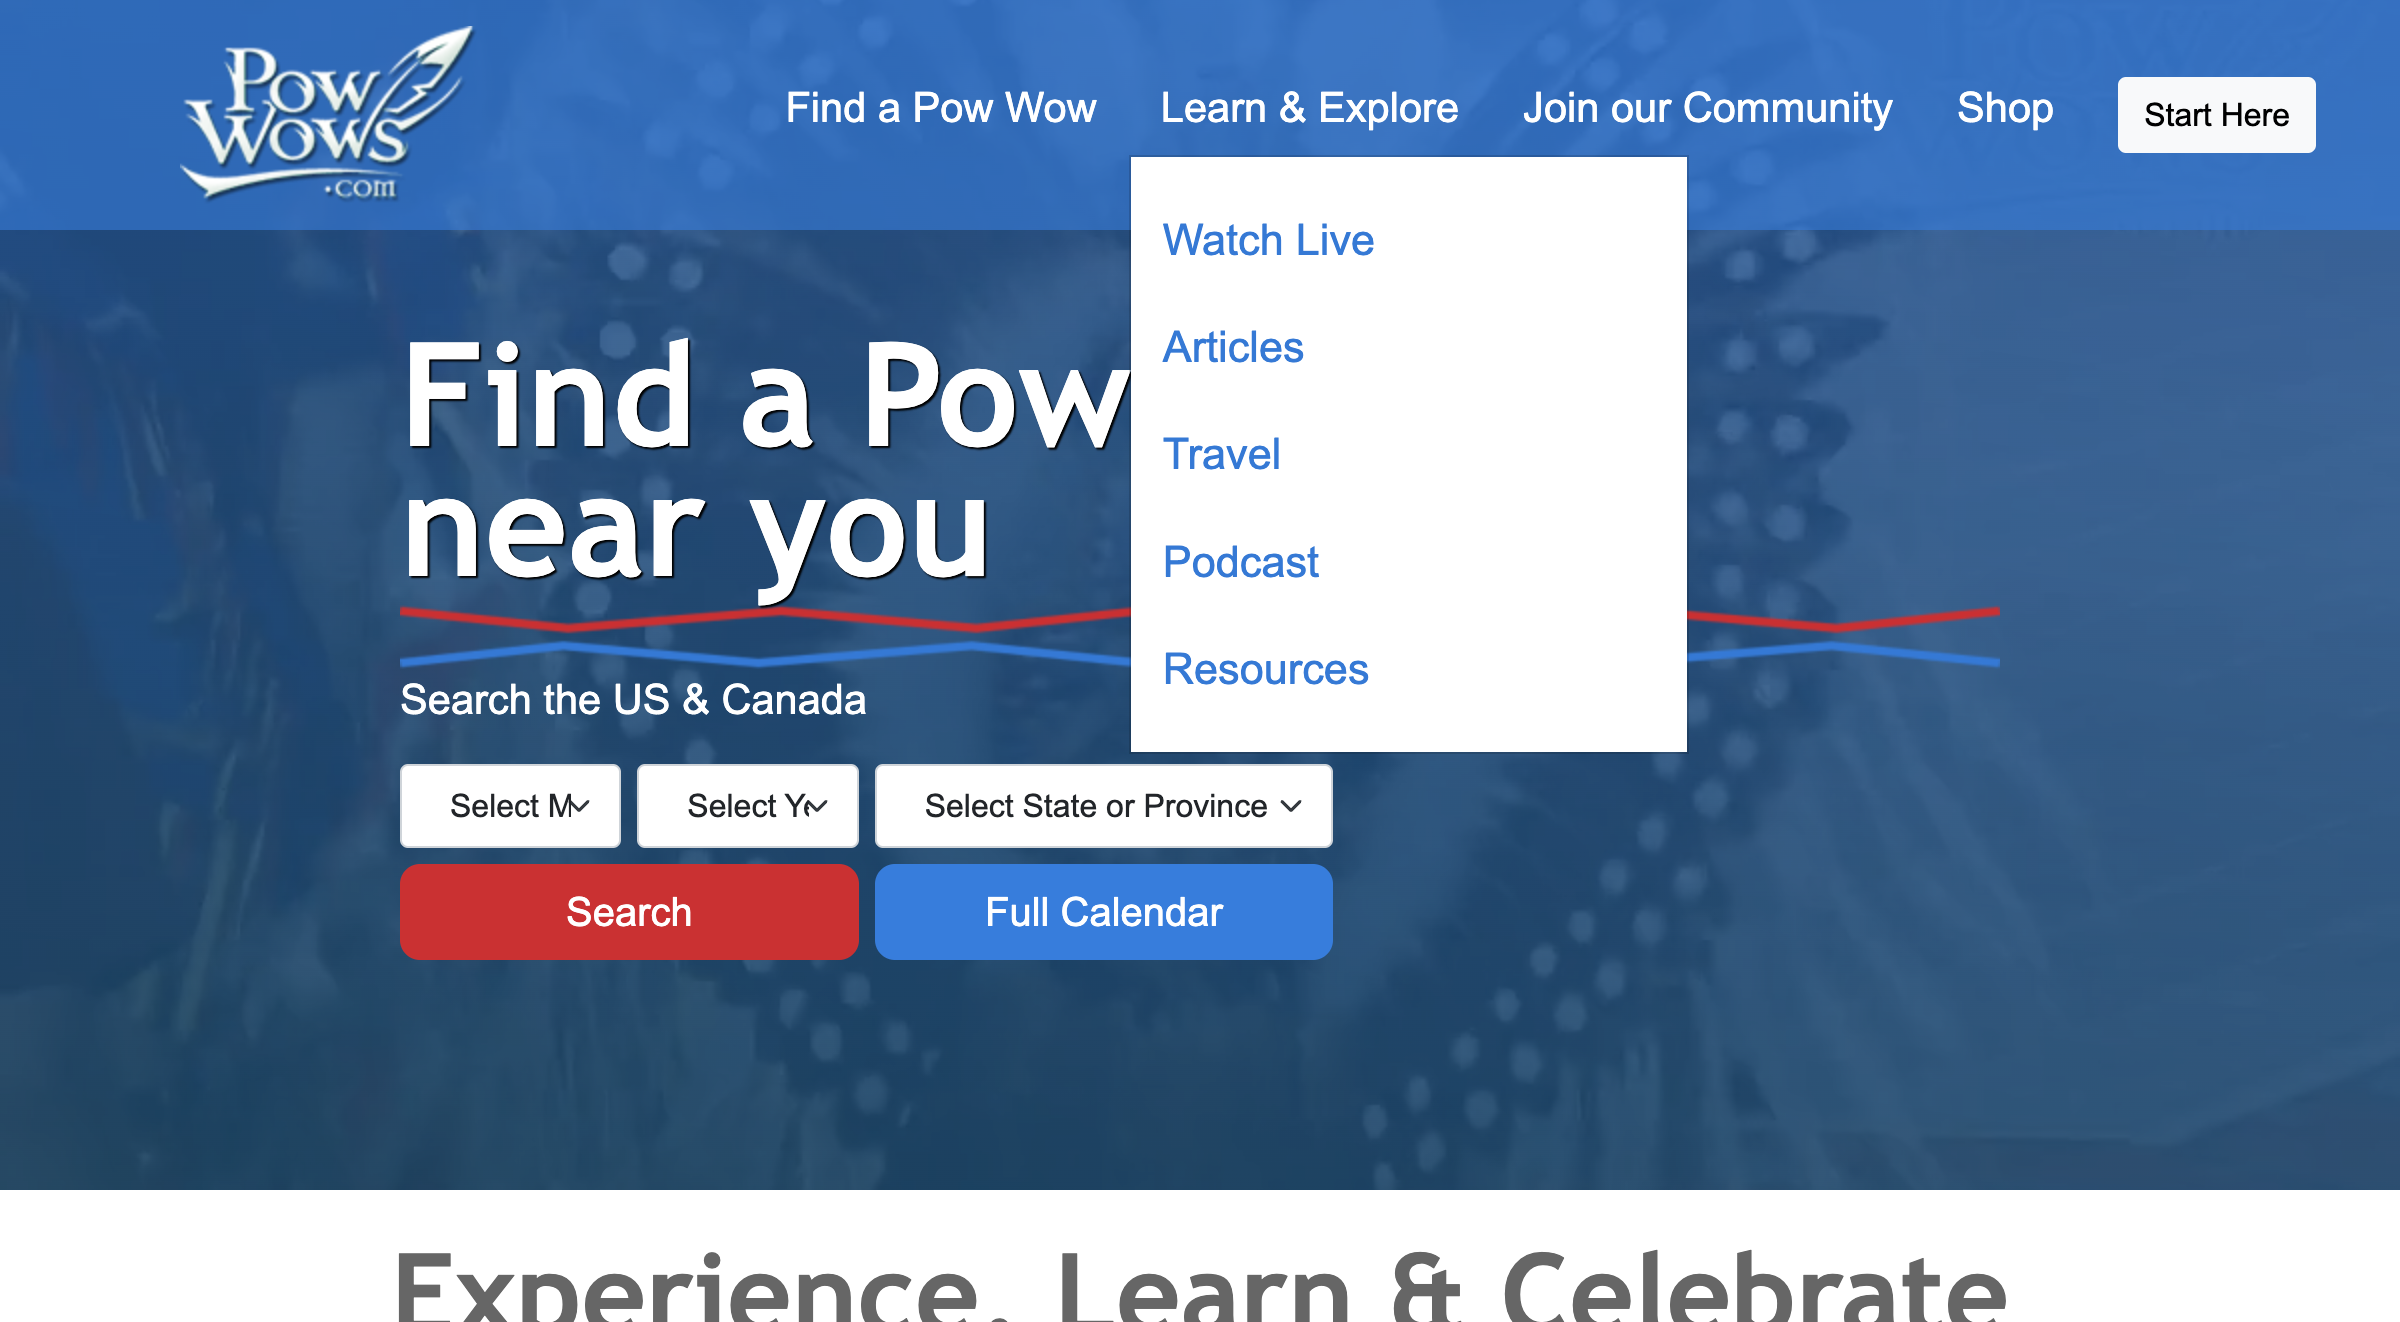 Pow
Wows
.com
Find a Pow Wow
Learn & Explore
Join our Community
Shop
Start Here
Watch Live
Articles
Travel
Podcast
Resources
Find a Pow
near you
Search the US & Canada
Select M
Select Ye
Select State or Province
Search
Full Calendar
Experience, Learn & Celebrate